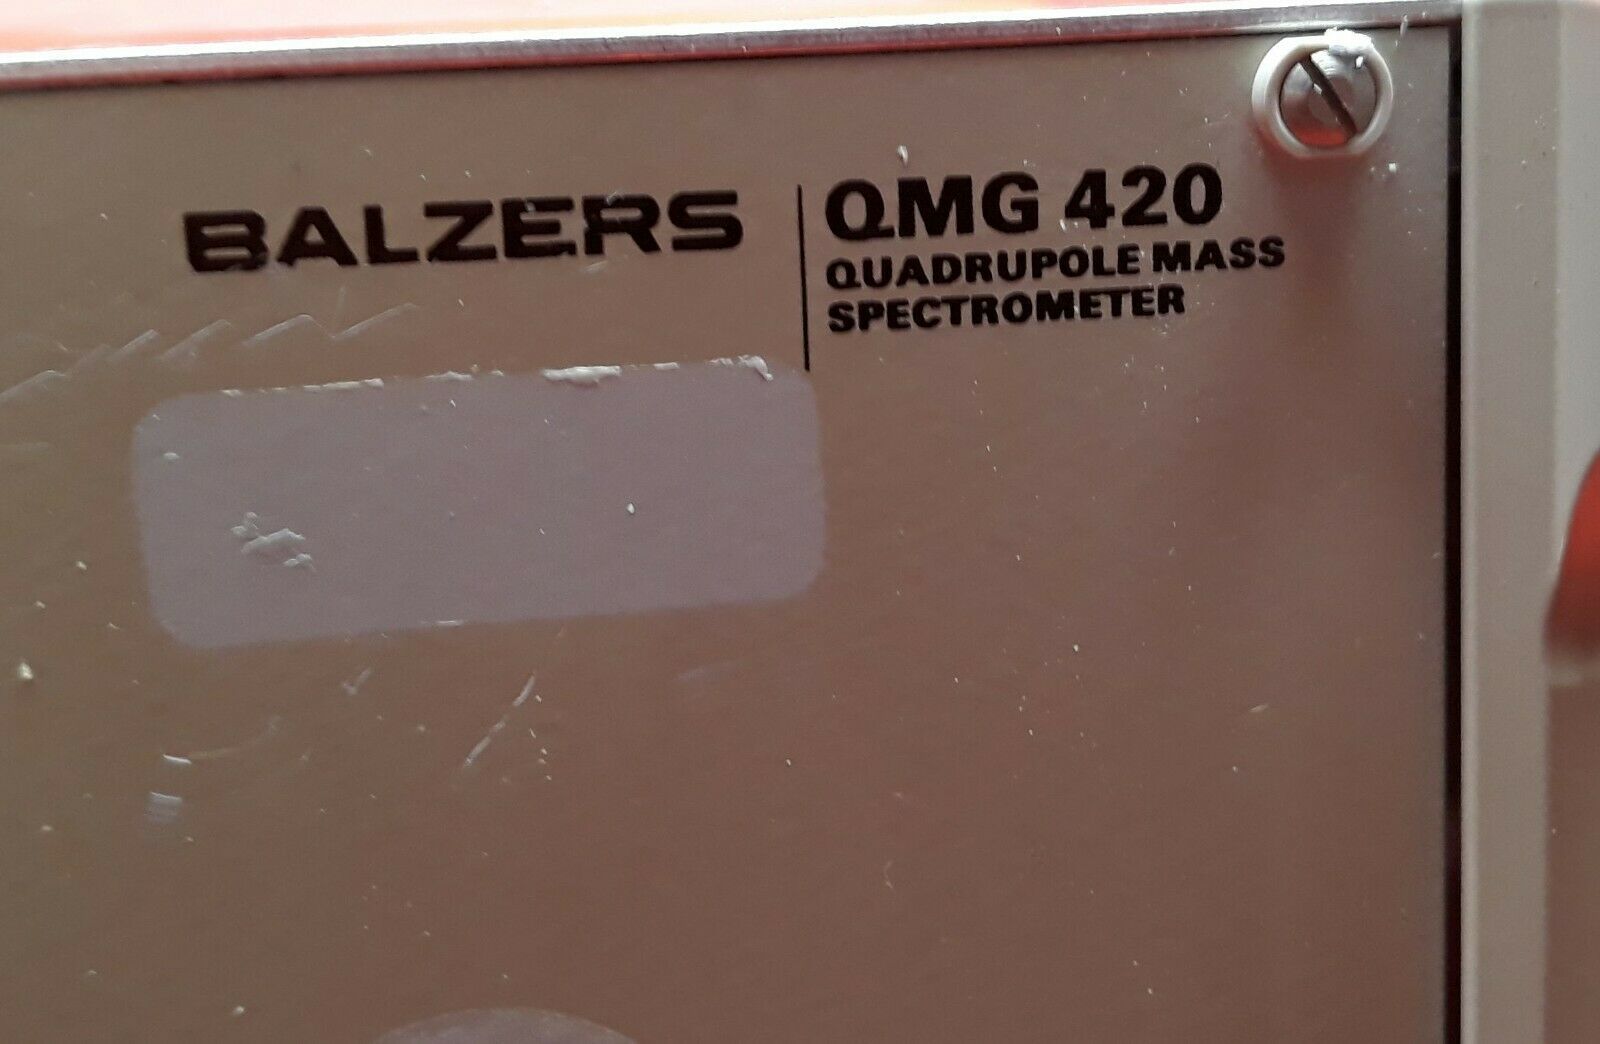 BALZERS
QMG 420
QUADRUPOLE MASS
SPECTROMETER